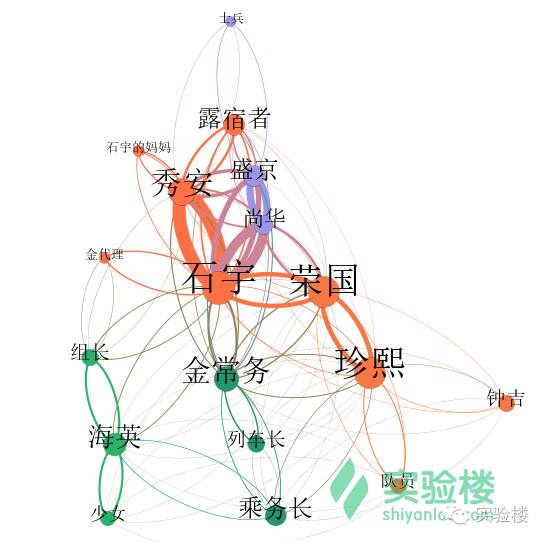 士兵
露宿者
石宇的妈妈
盛京
秀安
尚华
金代理
石宇
荣国
组长
金常务
珍熙
钟吉
海英
列车长
队员
实验楼
shiyanlou.com
少女
乘务长
实验楼